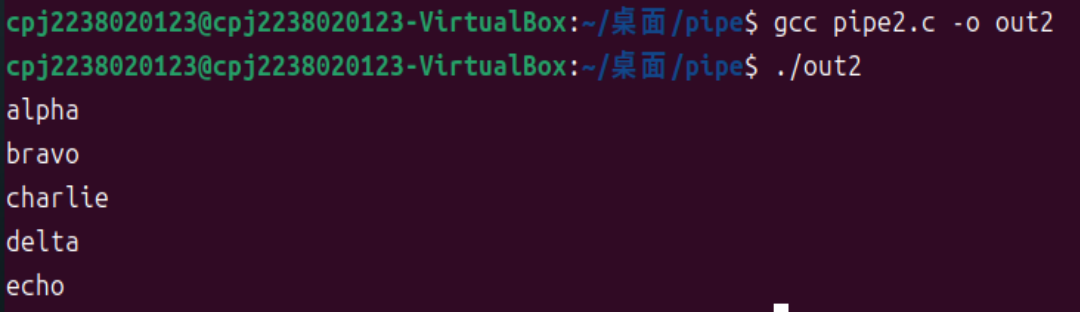 cpj2238020123@cpj2238020123-VirtualBox:~/桌面/pipe$ gcc pipe2.c -o out2
cpj2238020123@cpj2238020123-VirtualBox:~/桌面/pipe$ ./out2
alpha
bravo
charlie
delta
echo